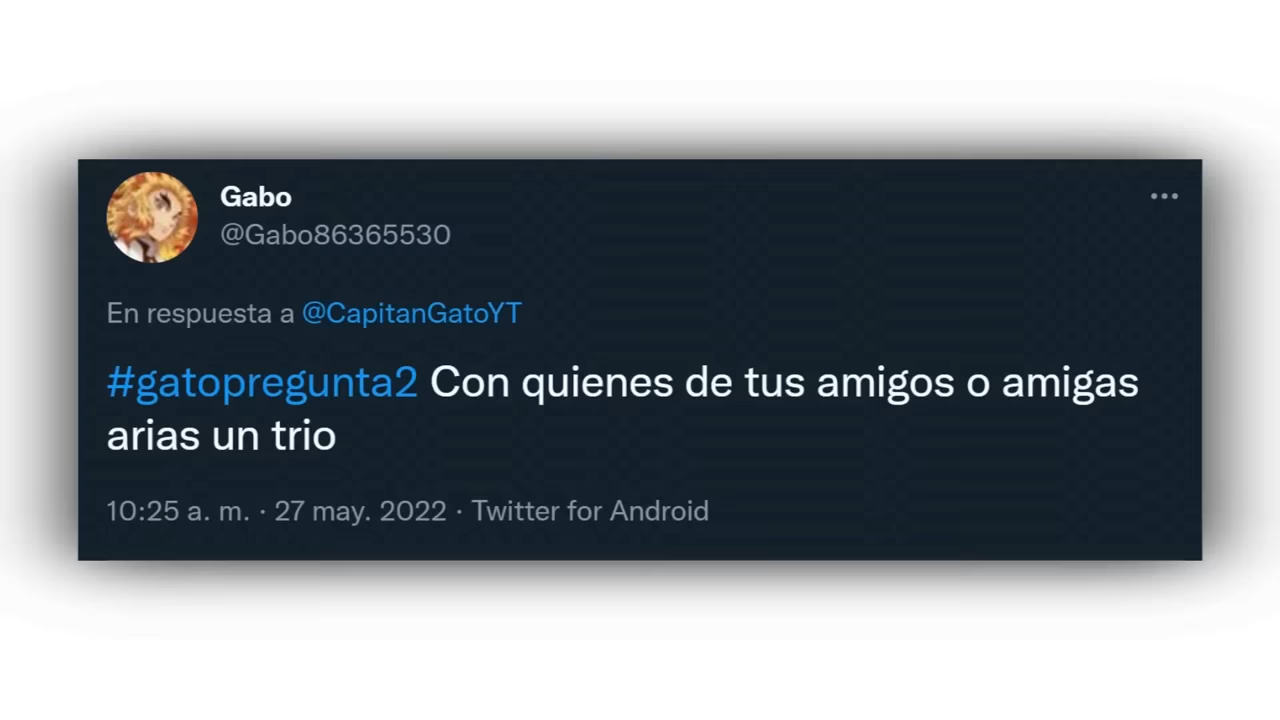 Gabo
@Gabo86365530
En respuesta a @CapitanGatoYT
#gatopregunta2 Con quienes de tus amigos o amigas
arias un trio
10:25 a. m. · 27 may. 2022 · Twitter for Android